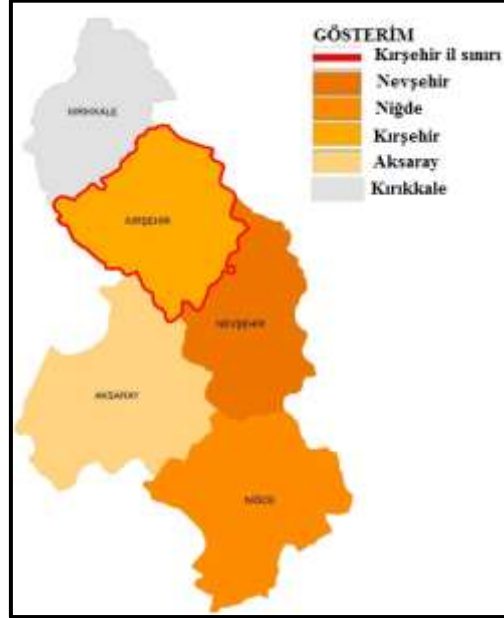 GÖSTERİM
Kırşehir il sınırı
Nevşehir
Niğde
Kırşehir
Aksaray
Kırıkkale
KIRIKKALE
KIRŞEHİR
NEVŞEHİR
AKSARAY
NİĞDE